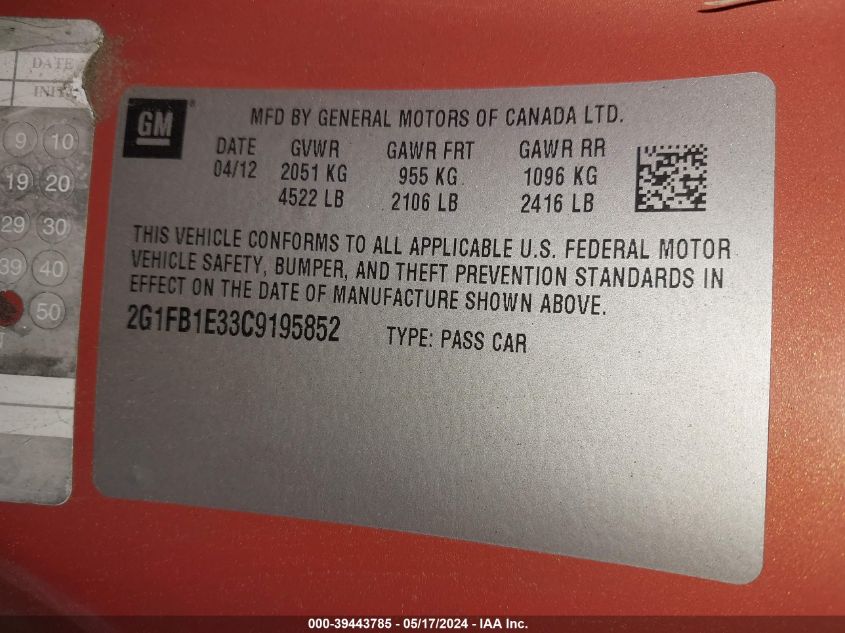 DATE
INIT
9 10
19 20
29 30
39 40
50
GM
MFD BY GENERAL MOTORS OF CANADA LTD.
DATE GVWR GAWR FRT GAWR RR
04/12 2051 KG 955 KG 1096 KG
4522 LB 2106 LB 2416 LB
THIS VEHICLE CONFORMS TO ALL APPLICABLE U.S. FEDERAL MOTOR
VEHICLE SAFETY, BUMPER, AND THEFT PREVENTION STANDARDS IN
EFFECT ON THE DATE OF MANUFACTURE SHOWN ABOVE.
2G1FB1E33C9195852 TYPE: PASS CAR
000-39443785 - 05/17/2024 - IAA Inc.